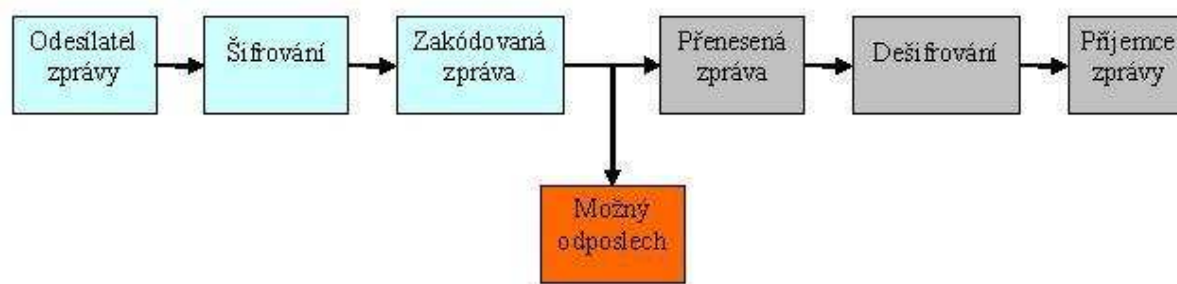 Odesílatel
zprávy
Šifrování
Zakódovaná
zpráva
Přenesená
zpráva
Dešifrování
Příjemce
zprávy
Možný
odposlech